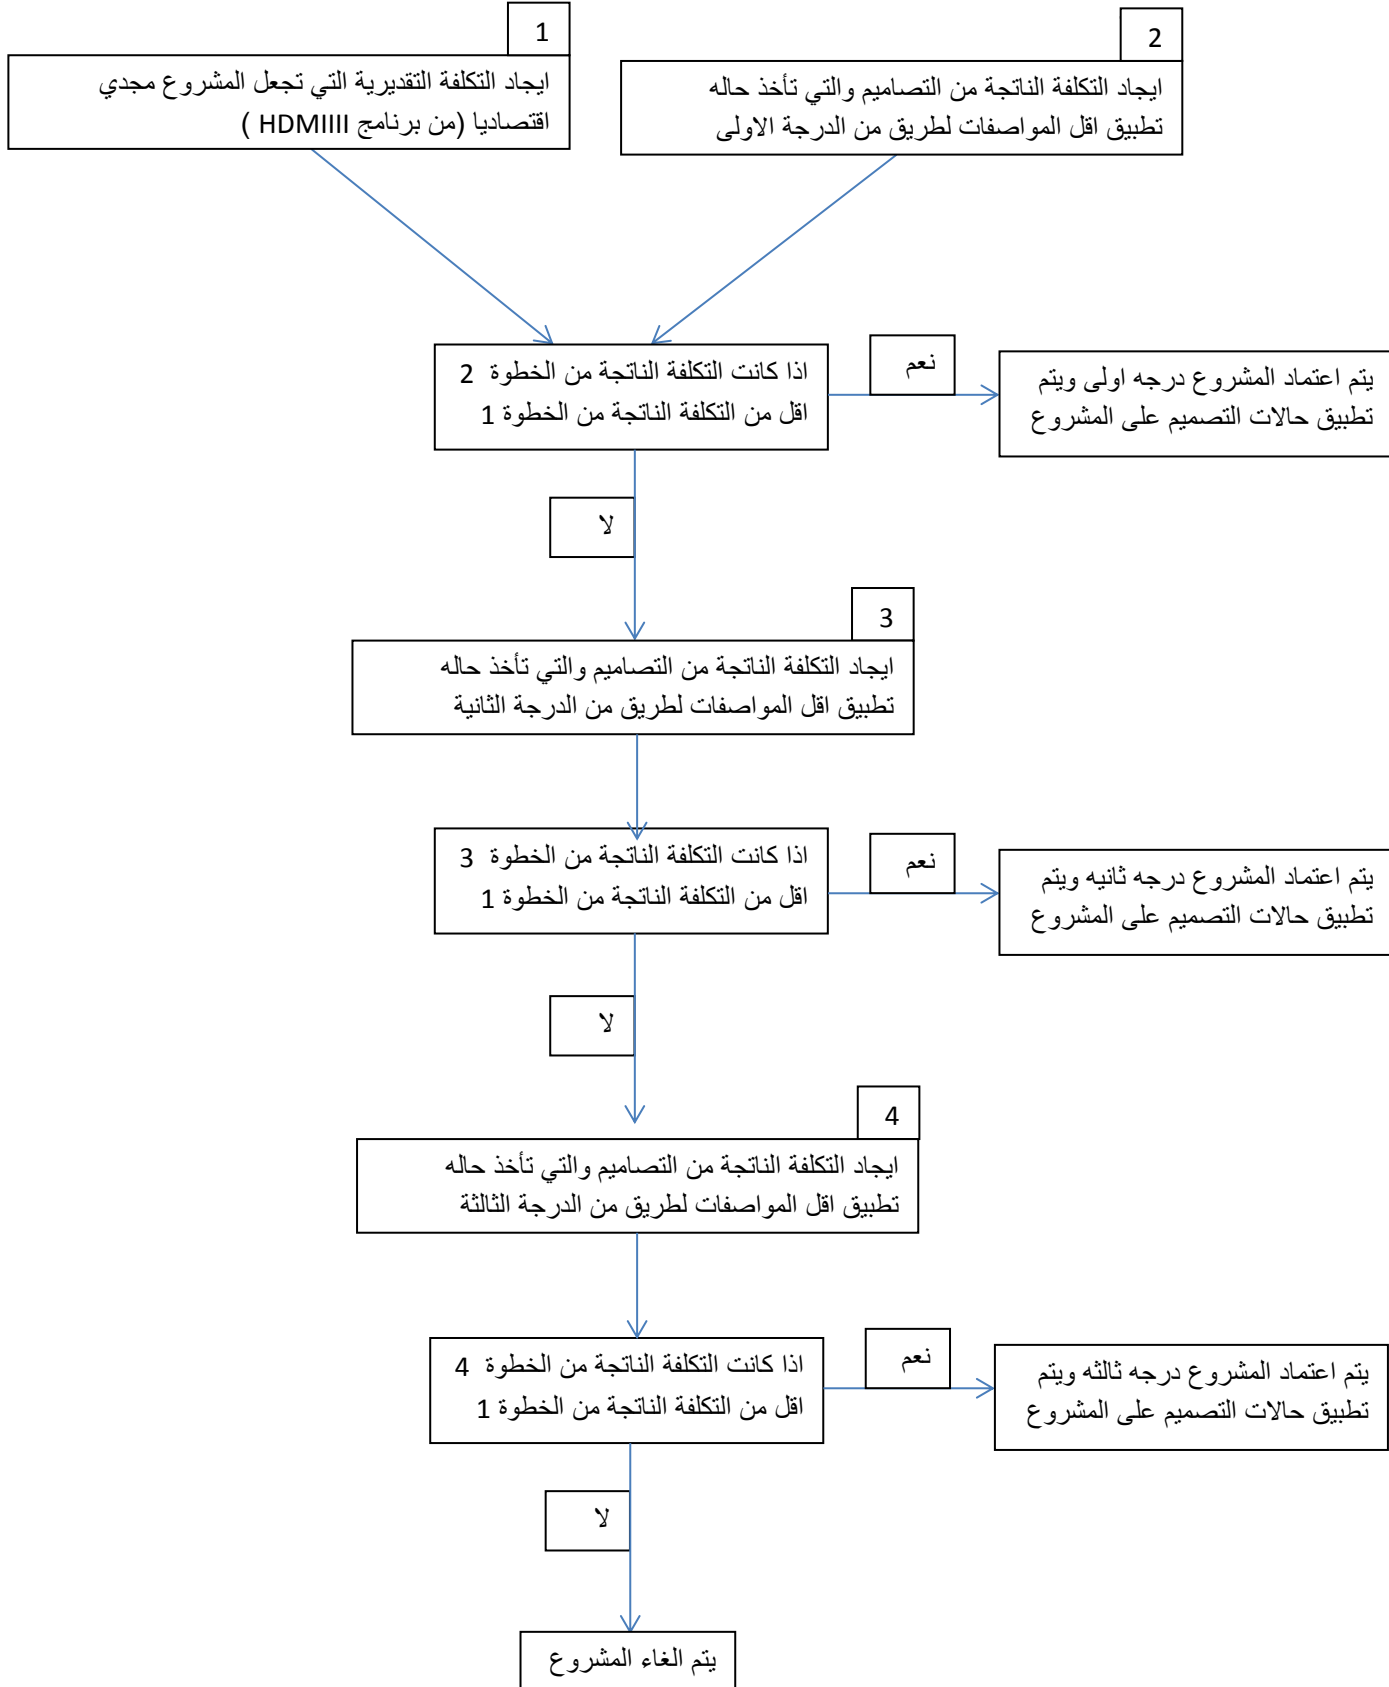 1
ايجاد التكلفة التقديرية التي تجعل المشروع مجدي
اقتصاديا (من برنامج HDMIIII )
2
ايجاد التكلفة الناتجة من التصاميم والتي تأخذ حاله
تطبيق اقل المواصفات لطريق من الدرجة الاولى
اذا كانت التكلفة الناتجة من الخطوة 2
اقل من التكلفة الناتجة من الخطوة 1
نعم
يتم اعتماد المشروع درجه اولى ويتم
تطبيق حالات التصميم على المشروع
لا
3
ايجاد التكلفة الناتجة من التصاميم والتي تأخذ حاله
تطبيق اقل المواصفات لطريق من الدرجة الثانية
اذا كانت التكلفة الناتجة من الخطوة 3
اقل من التكلفة الناتجة من الخطوة 1
نعم
يتم اعتماد المشروع درجه ثانيه ويتم
تطبيق حالات التصميم على المشروع
لا
4
ايجاد التكلفة الناتجة من التصاميم والتي تأخذ حاله
تطبيق اقل المواصفات لطريق من الدرجة الثالثة
اذا كانت التكلفة الناتجة من الخطوة 4
اقل من التكلفة الناتجة من الخطوة 1
نعم
يتم اعتماد المشروع درجه ثالثه ويتم
تطبيق حالات التصميم على المشروع
لا
يتم الغاء المشروع